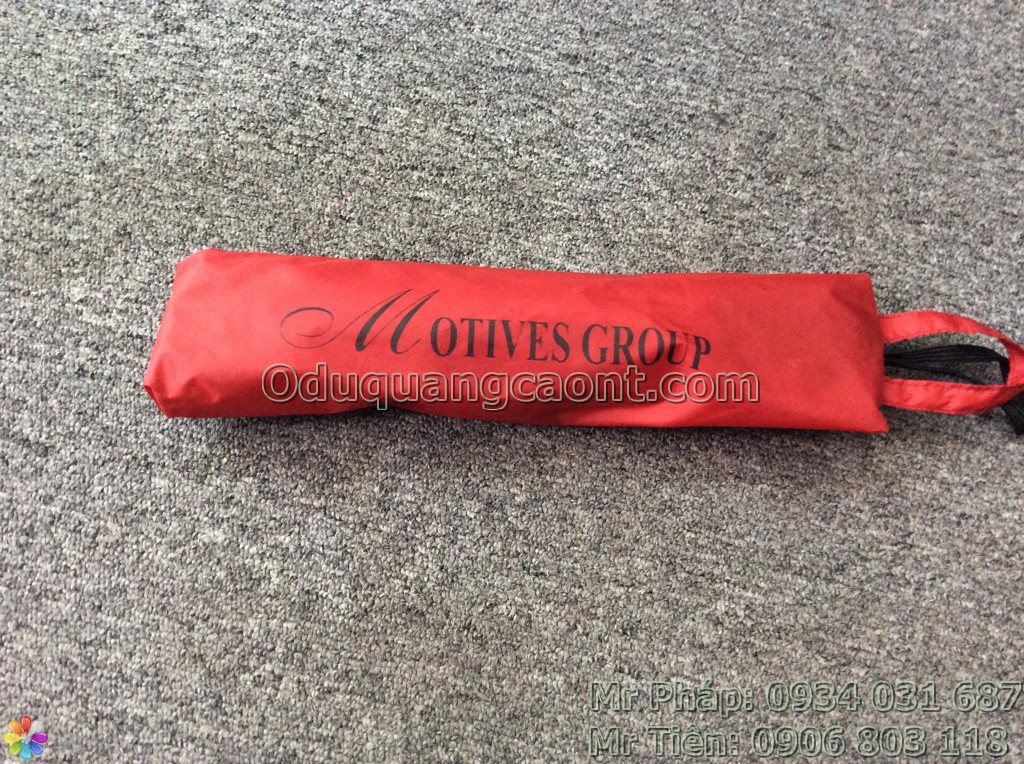 MOTIVES GROUP
Oduquangcaont.com
Mr Pháp: 0934 031 687
Mr Tiên: 0906 803 118